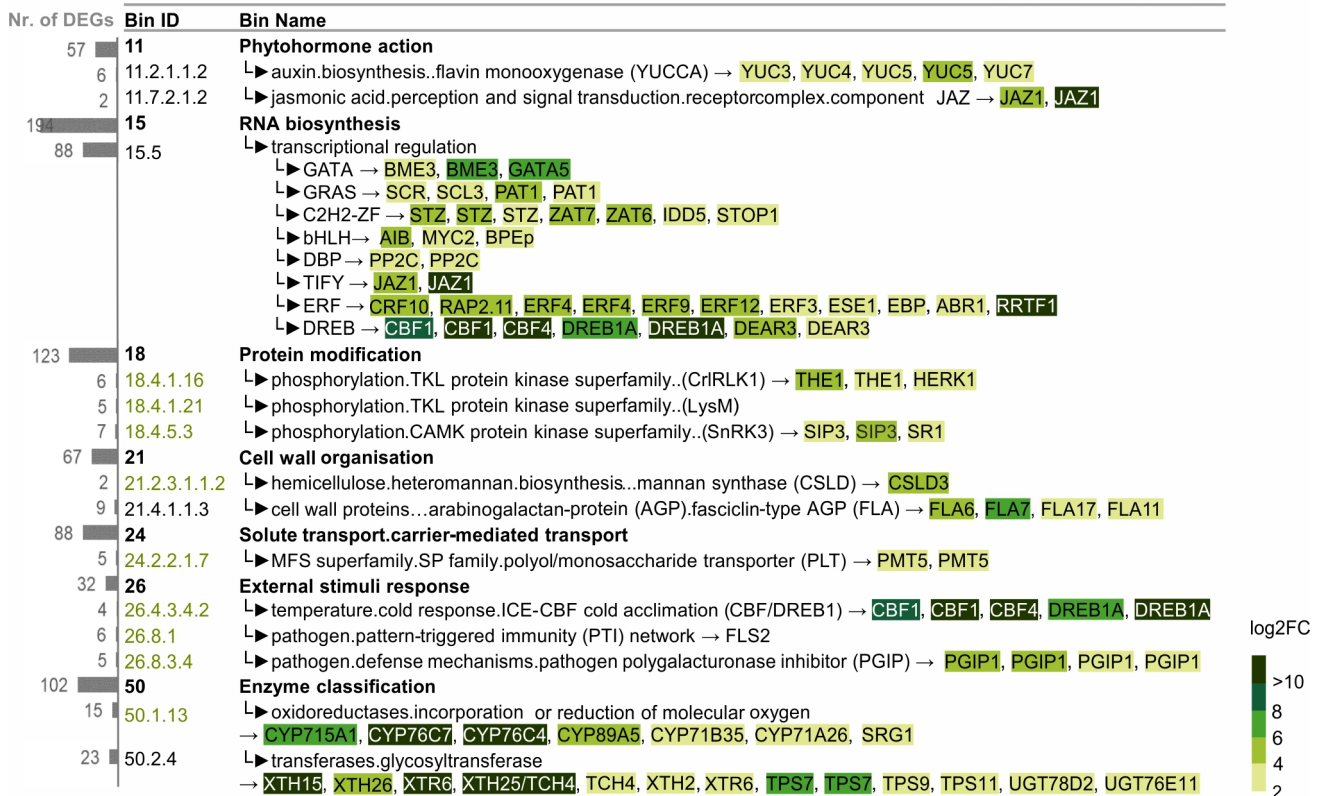 Nr. of DEGs Bin ID Bin Name
57 11 Phytohormone action
6 11.2.1.1.2 └►auxin.biosynthesis..flavin monooxygenase (YUCCA) → YUC3, YUC4, YUC5, YUC5, YUC7
2 11.7.2.1.2 └►jasmonic acid.perception and signal transduction.receptorcomplex.component JAZ → JAZ1, JAZ1
194 15 RNA biosynthesis
88 15.5 └►transcriptional regulation
└►GATA → BME3, BME3, GATA5
└►GRAS → SCR, SCL3, PAT1, PAT1
└►C2H2-ZF → STZ, STZ, STZ, ZAT7, ZAT6, IDD5, STOP1
└►bHLH→ AIB, MYC2, BPEp
└►DBP→ PP2C, PP2C
└►TIFY → JAZ1, JAZ1
└►ERF → CRF10, RAP2.11, ERF4, ERF4, ERF9, ERF12, ERF3, ESE1, EBP, ABR1, RRTF1
└►DREB → CBF1, CBF1, CBF4, DREB1A, DREB1A, DEAR3, DEAR3
123 18 Protein modification
6 18.4.1.16 └►phosphorylation.TKL protein kinase superfamily..(CrlRLK1) → THE1, THE1, HERK1
5 18.4.1.21 └►phosphorylation.TKL protein kinase superfamily..(LysM)
7 18.4.5.3 └►phosphorylation.CAMK protein kinase superfamily..(SnRK3) → SIP3, SIP3, SR1
67 21 Cell wall organisation
2 21.2.3.1.1.2 └►hemicellulose.heteromannan.biosynthesis...mannan synthase (CSLD) → CSLD3
9 21.4.1.1.3 └►cell wall proteins…arabinogalactan-protein (AGP).fasciclin-type AGP (FLA) → FLA6, FLA7, FLA17, FLA11
88 24 Solute transport.carrier-mediated transport
5 24.2.2.1.7 └►MFS superfamily.SP family.polyol/monosaccharide transporter (PLT) → PMT5, PMT5
32 26 External stimuli response
4 26.4.3.4.2 └►temperature.cold response.ICE-CBF cold acclimation (CBF/DREB1) → CBF1, CBF1, CBF4, DREB1A, DREB1A
6 26.8.1 └►pathogen.pattern-triggered immunity (PTI) network → FLS2
5 26.8.3.4 └►pathogen.defense mechanisms.pathogen polygalacturonase inhibitor (PGIP) → PGIP1, PGIP1, PGIP1, PGIP1
102 50 Enzyme classification
15 50.1.13 └►oxidoreductases.incorporation or reduction of molecular oxygen
→ CYP715A1, CYP76C7, CYP76C4, CYP89A5, CYP71B35, CYP71A26, SRG1
23 50.2.4 └►transferases.glycosyltransferase
→ XTH15, XTH26, XTR6, XTH25/TCH4, TCH4, XTH2, XTR6, TPS7, TPS7, TPS9, TPS11, UGT78D2, UGT76E11
log2FC
>10
8
6
4
2